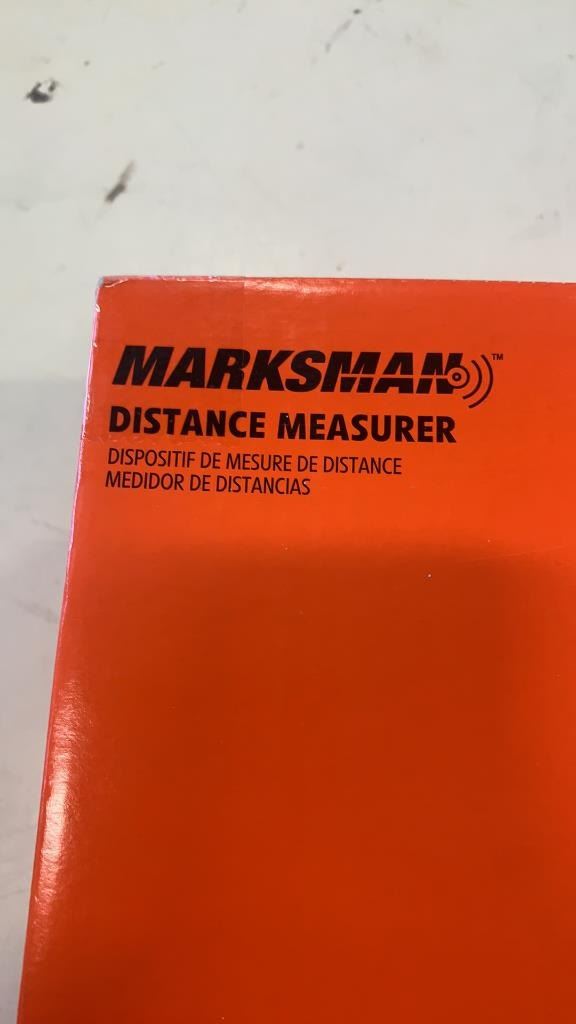 MARKSMAN™
DISTANCE MEASURER
DISPOSITIF DE MESURE DE DISTANCE
MEDIDOR DE DISTANCIAS